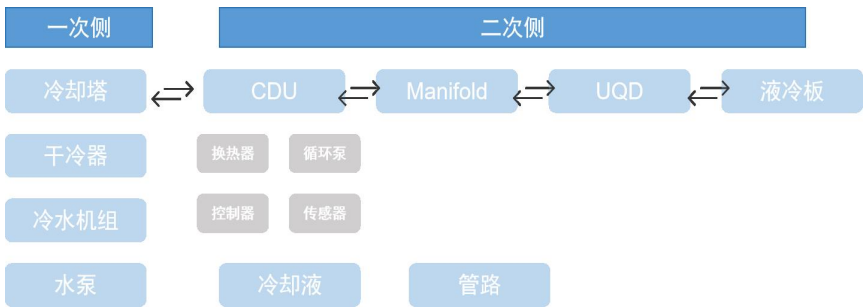 一次侧
二次侧
冷却塔
CDU
Manifold
UQD
液冷板
干冷器
换热器
循环泵
冷水机组
控制器
传感器
水泵
冷却液
管路